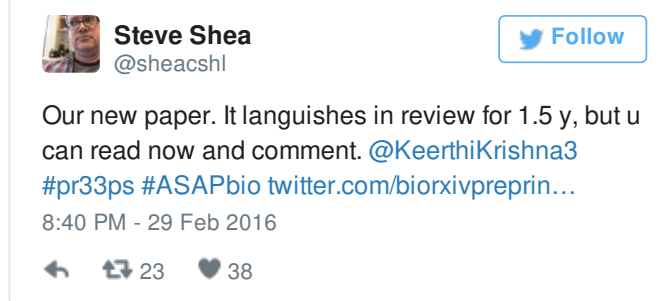 Steve Shea
Follow
@sheacshl
Our new paper. It languishes in review for 1.5 y, but u
can read now and comment. @KeerthiKrishna3
#pr33ps #ASAPbio twitter.com/biorxivpreprin…
8:40 PM - 29 Feb 2016
23 38